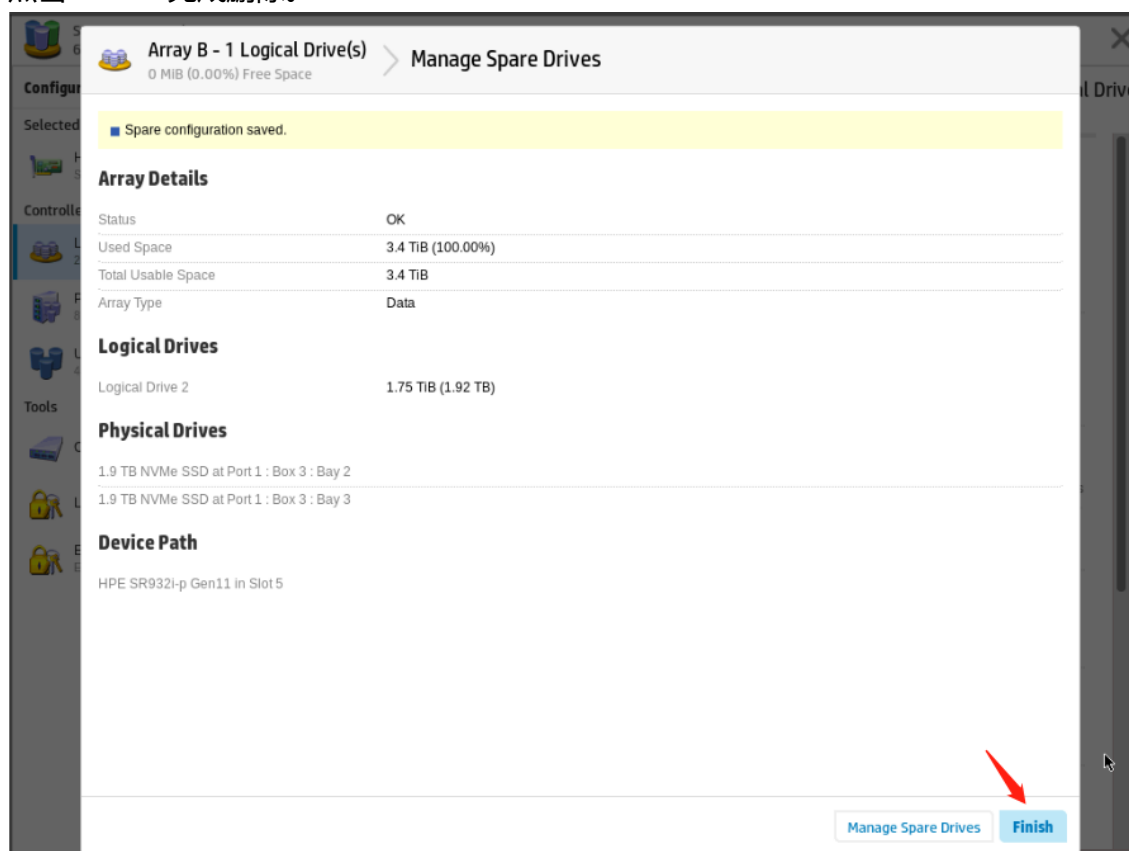 Array B - 1 Logical Drive(s)
Manage Spare Drives
0 MiB (0.00%) Free Space
Configur
Selected
Controlle
Tools
al Driv
Spare configuration saved.
Array Details
Status OK
Used Space 3.4 TiB (100.00%)
Total Usable Space 3.4 TiB
Array Type Data
Logical Drives
Logical Drive 2 1.75 TiB (1.92 TB)
Physical Drives
1.9 TB NVMe SSD at Port 1 : Box 3 : Bay 2
1.9 TB NVMe SSD at Port 1 : Box 3 : Bay 3
Device Path
HPE SR932i-p Gen11 in Slot 5
Manage Spare Drives Finish